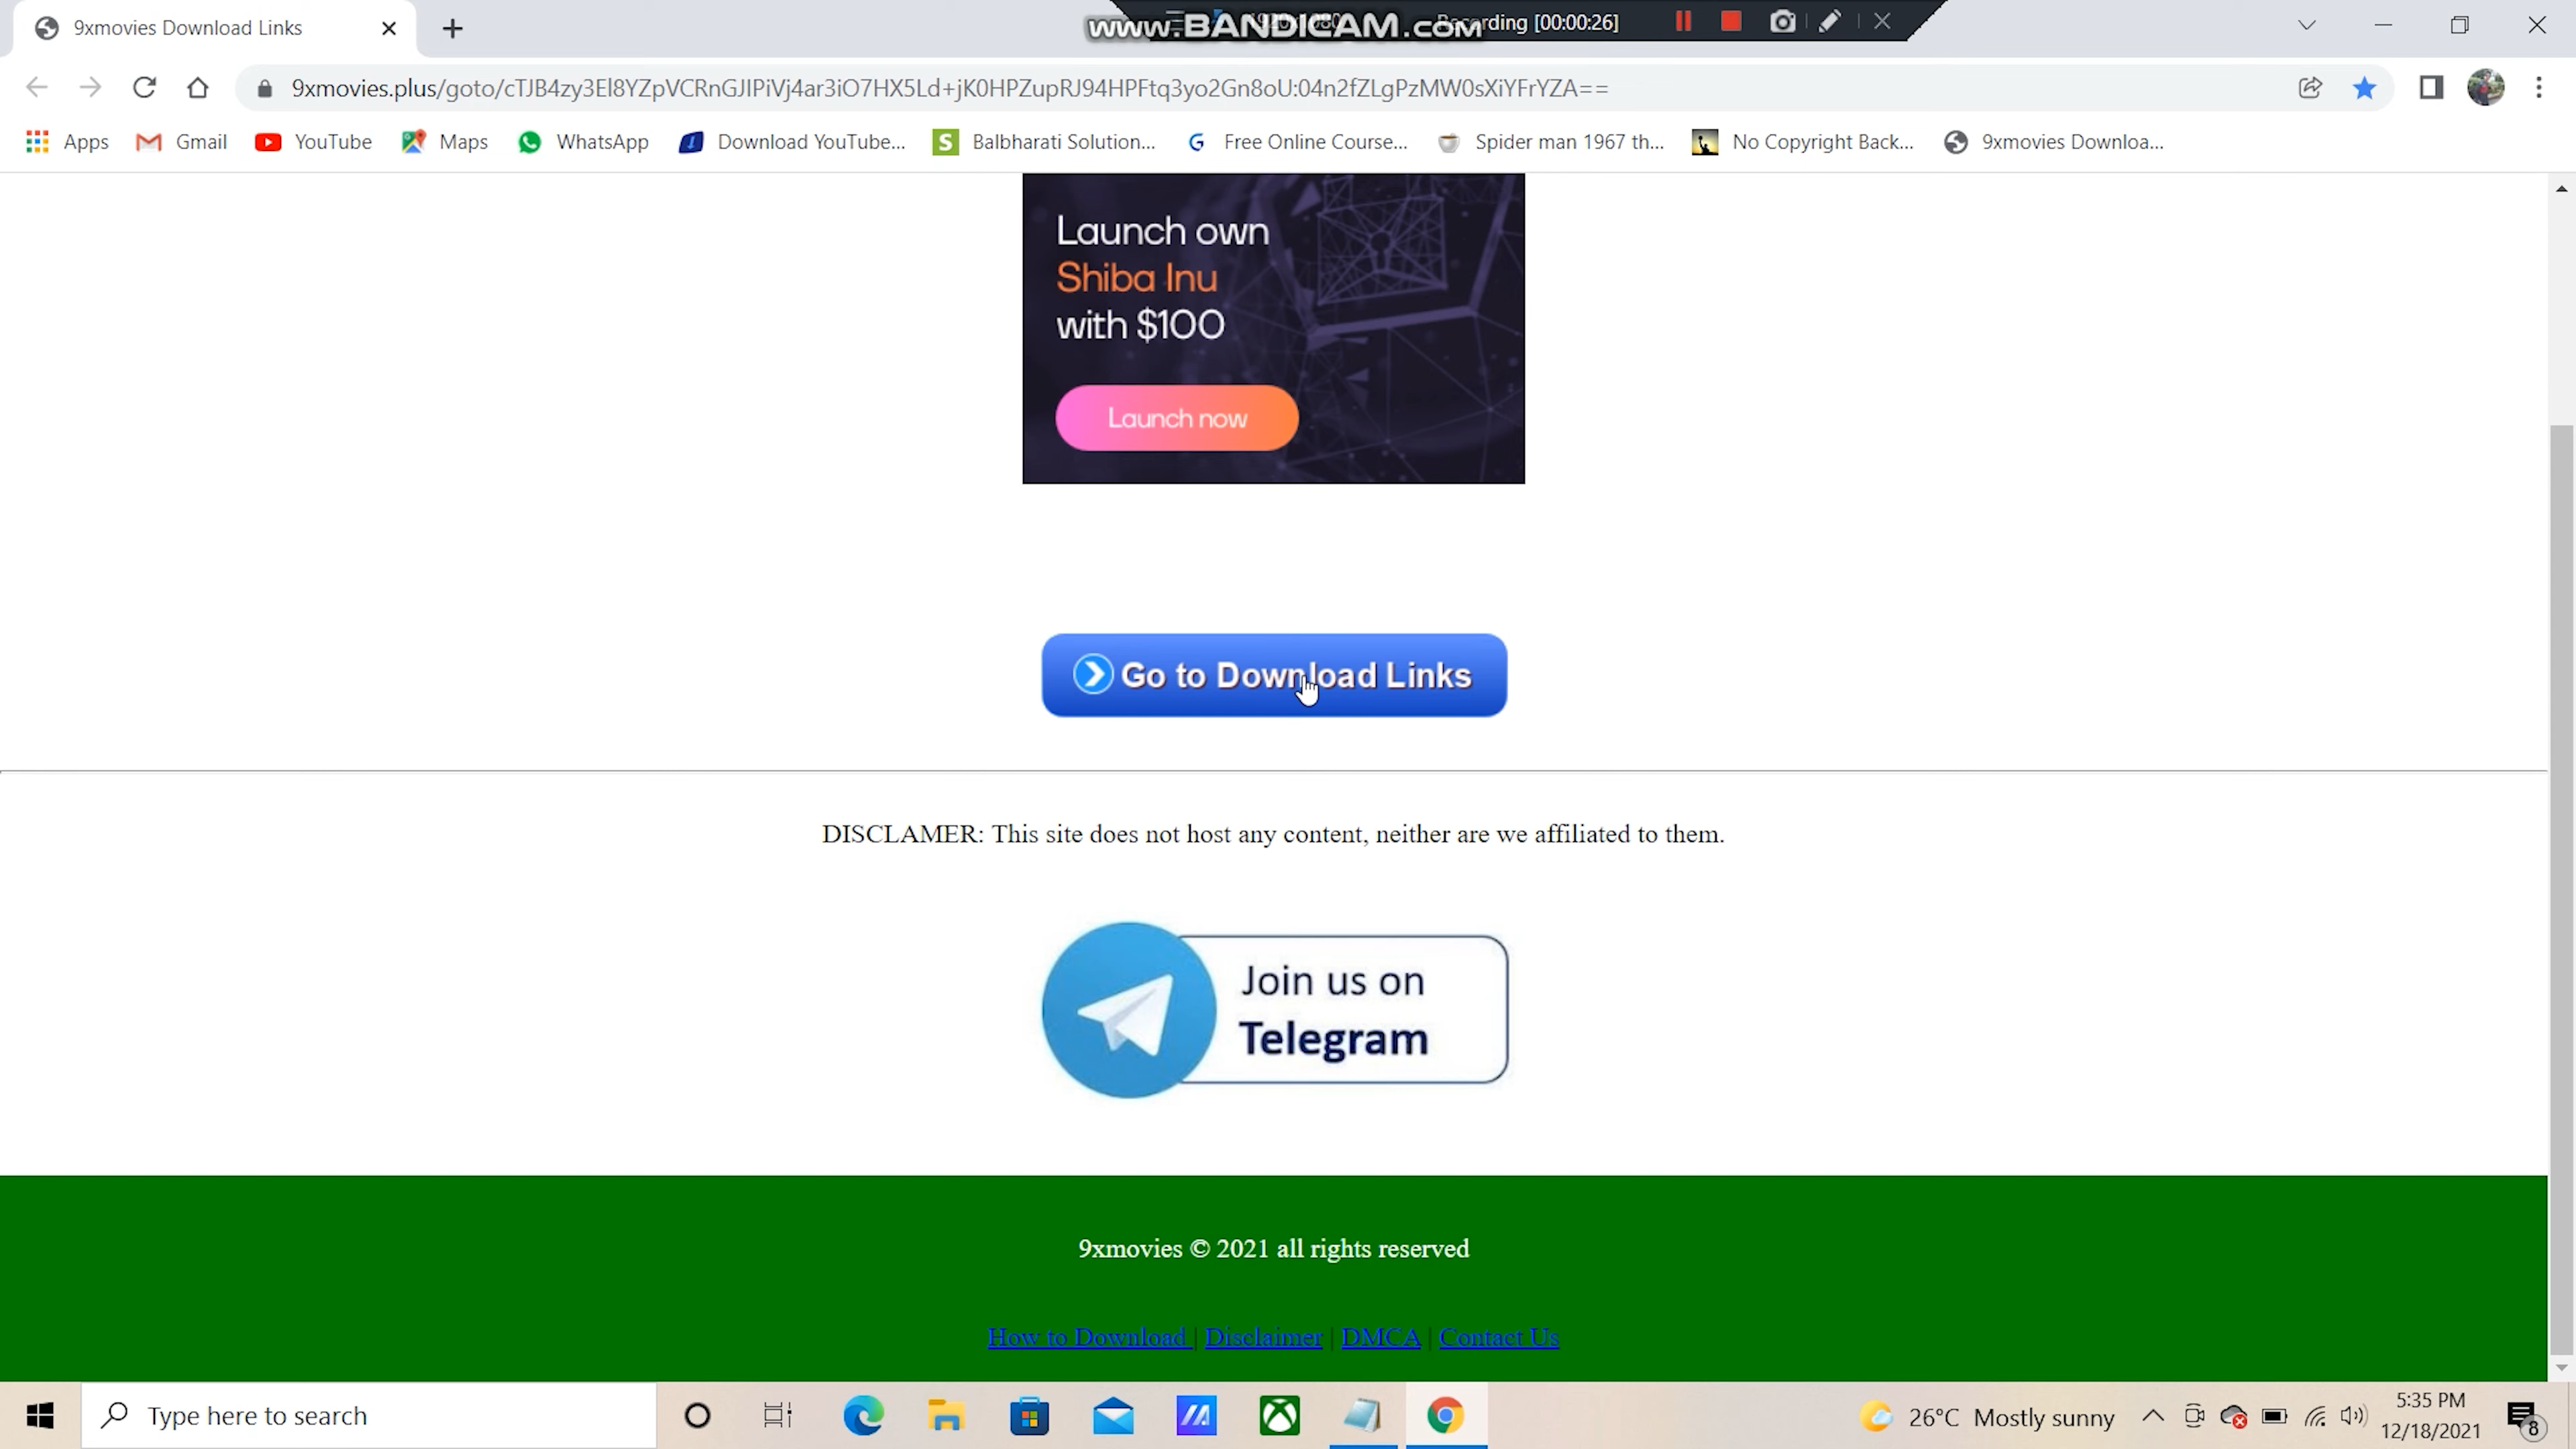 9xmovies Download Links
www.BANDICAM.com
Recording [00:00:26]
9xmovies.plus/goto/cTJB4zy3El8YZpVCRnGJIPiVj4ar3iO7HX5Ld+jK0HPZupRJ94HPFtq3yo2Gn8oU:04n2fZLgPzMW0sXiYFrYZA==
Apps Gmail YouTube Maps WhatsApp Download YouTube... Balbharati Solution... Free Online Course... Spider man 1967 th... No Copyright Back... 9xmovies Downloa...
Launch own
Shiba Inu
with $100
Launch now
Go to Download Links
DISCLAMER: This site does not host any content, neither are we affiliated to them.
Join us on
Telegram
9xmovies © 2021 all rights reserved
How to Download | Disclaimer | DMCA | Contact Us
Type here to search
26°C Mostly sunny
5:35 PM
12/18/2021
8